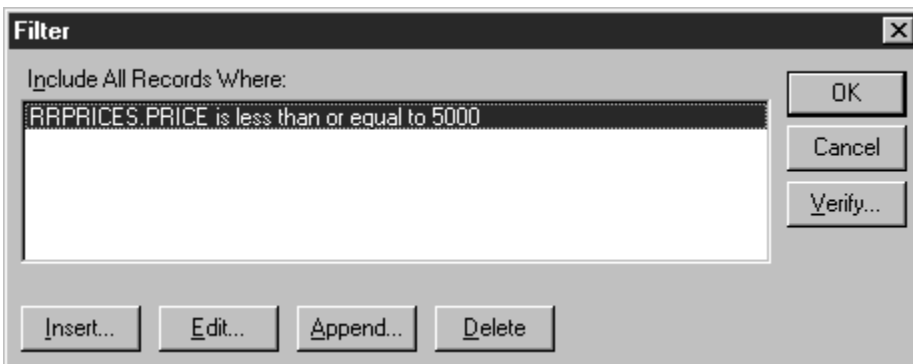 Filter
Include All Records Where:
RRPRICES.PRICE is less than or equal to 5000
OK
Cancel
Verify...
Insert...
Edit...
Append...
Delete